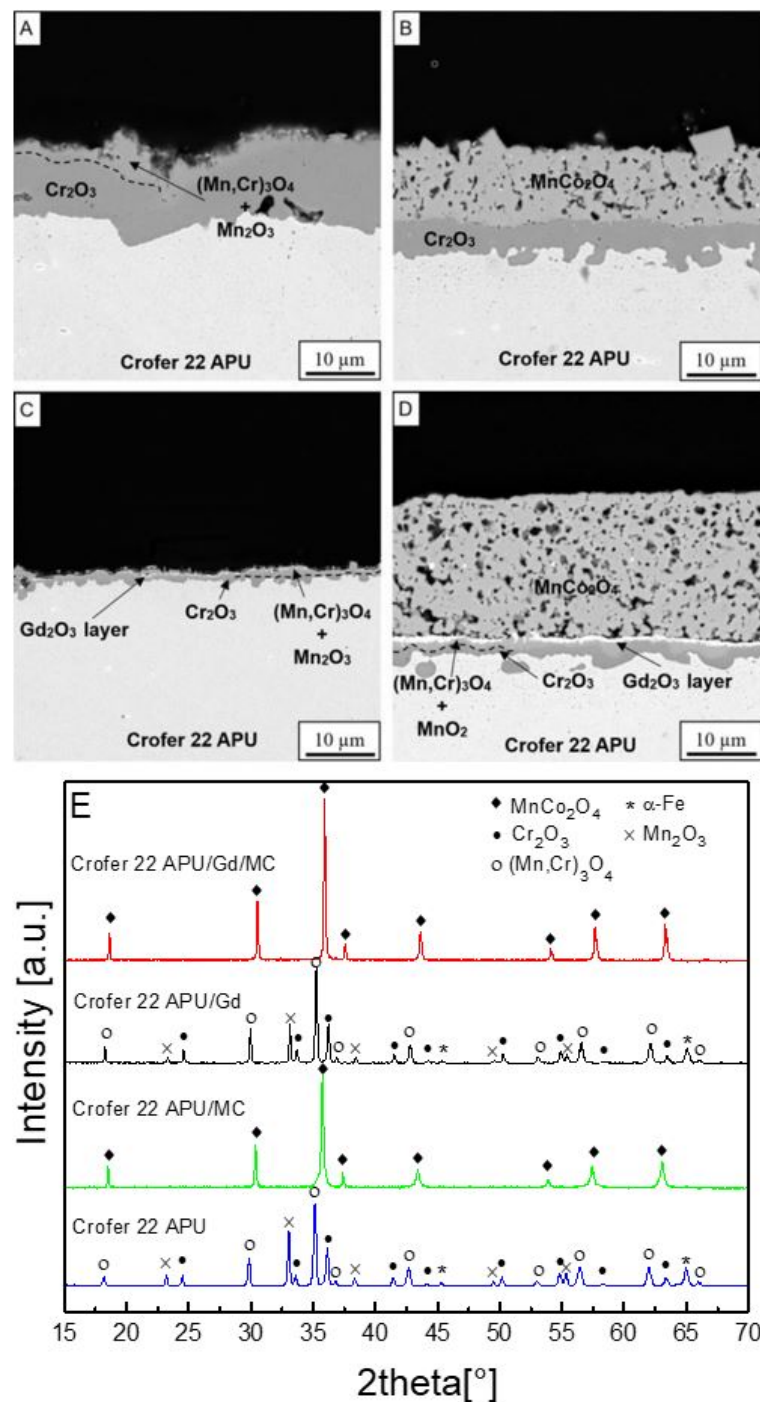 A
Cr₂O₃
(Mn,Cr)₃O₄
+
Mn₂O₃
Crofer 22 APU
10 µm
B
MnCo₂O₄
Cr₂O₃
Crofer 22 APU
10 µm
C
Gd₂O₃ layer
Cr₂O₃
(Mn,Cr)₃O₄
+
Mn₂O₃
Crofer 22 APU
10 µm
D
MnCo₂O₄
(Mn,Cr)₃O₄
+
MnO₂
Cr₂O₃
Gd₂O₃ layer
Crofer 22 APU
10 µm
E
♦ MnCo₂O₄
* α-Fe
• Cr₂O₃
× Mn₂O₃
o (Mn,Cr)₃O₄
Crofer 22 APU/Gd/MC
Crofer 22 APU/Gd
Crofer 22 APU/MC
Crofer 22 APU
Intensity [a.u.]
15 20 25 30 35 40 45 50 55 60 65 70
2theta[°]